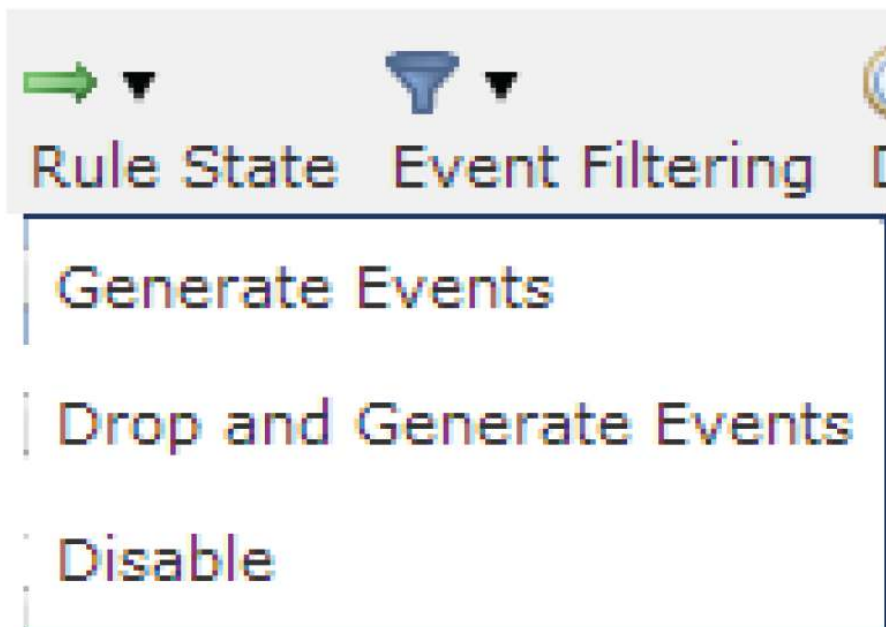 Rule State Event Filtering
Generate Events
Drop and Generate Events
Disable